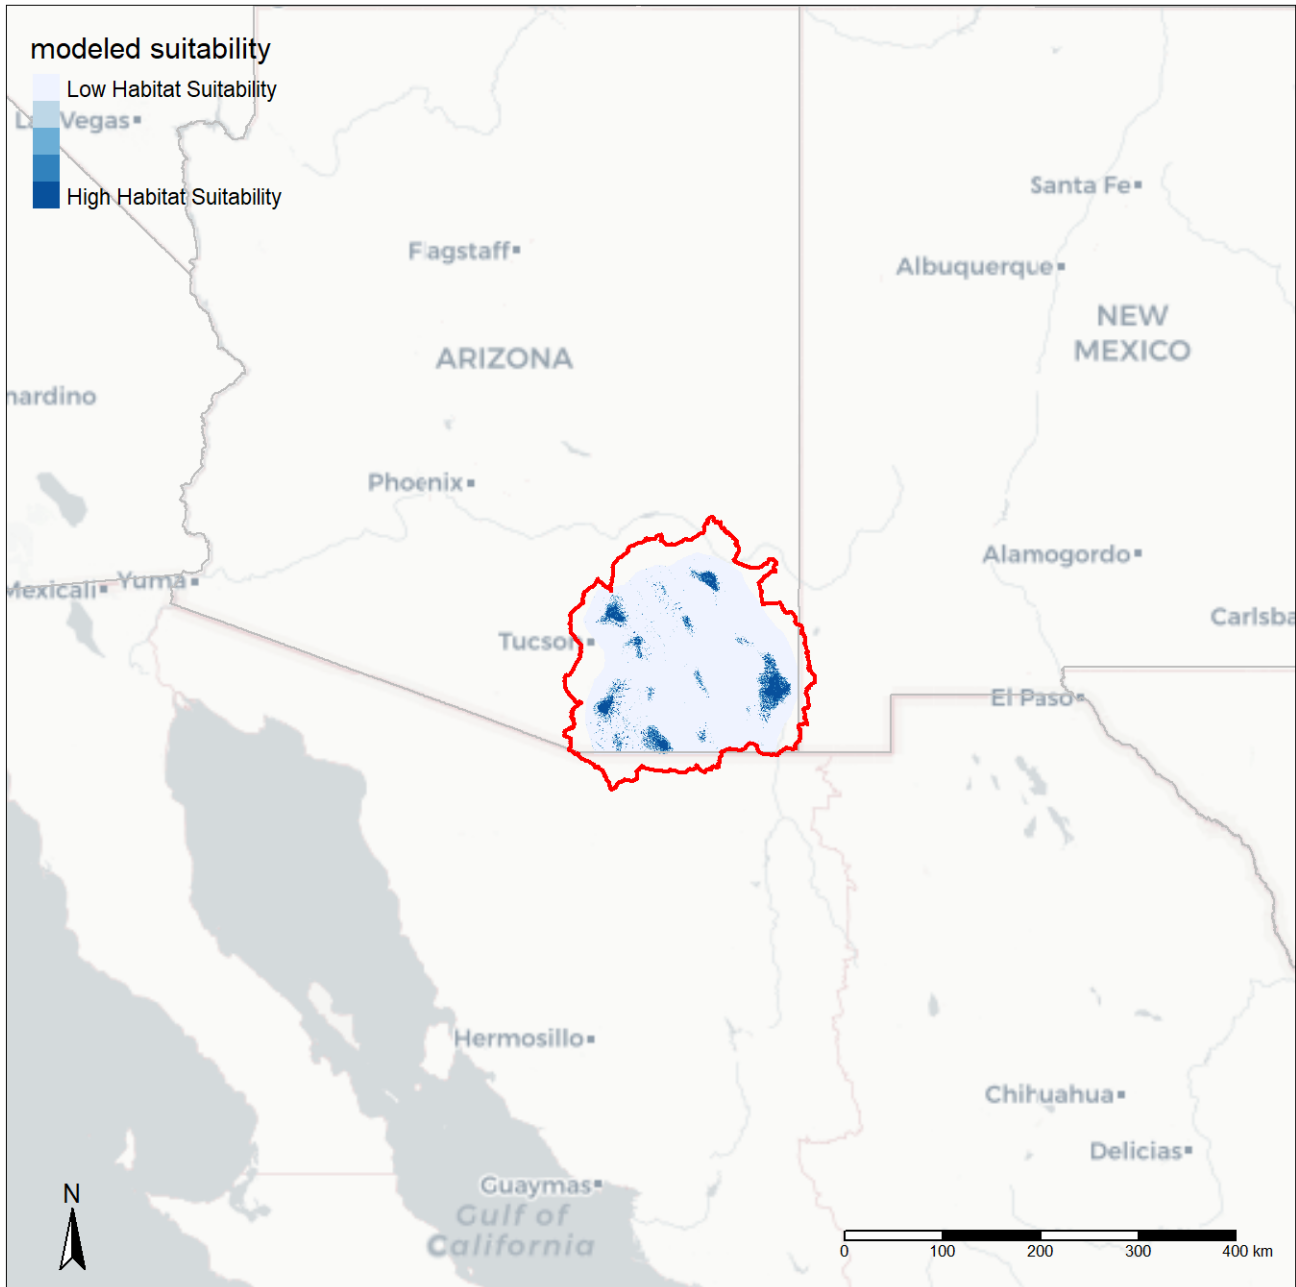 modeled suitability
Low Habitat Suitability
Vegas
High Habitat Suitability
Santa Fe
Flagstaff
Albuquerque
NEW
MEXICO
ARIZONA
nardino
Phoenix
Alamogordo
Mexicali
Yuma
Carlsba
Tucson
El Paso
Hermosillo
Chihuahua
Delicias
Guaymas
N
Gulf of
California
0 100 200 300 400 km